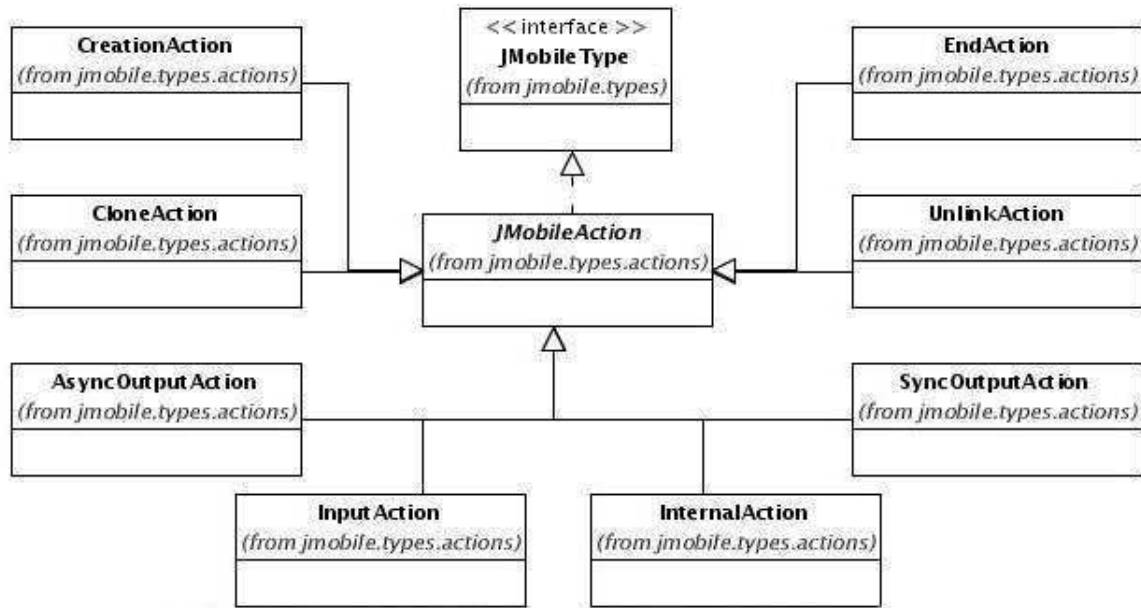 << interface >>
JMobileType
(from jmobile.types)
CreationAction
(from jmobile.types.actions)
EndAction
(from jmobile.types.actions)
CloneAction
(from jmobile.types.actions)
JMobileAction
(from jmobile.types.actions)
UnlinkAction
(from jmobile.types.actions)
AsyncOutputAction
(from jmobile.types.actions)
SyncOutputAction
(from jmobile.types.actions)
InputAction
(from jmobile.types.actions)
InternalAction
(from jmobile.types.actions)